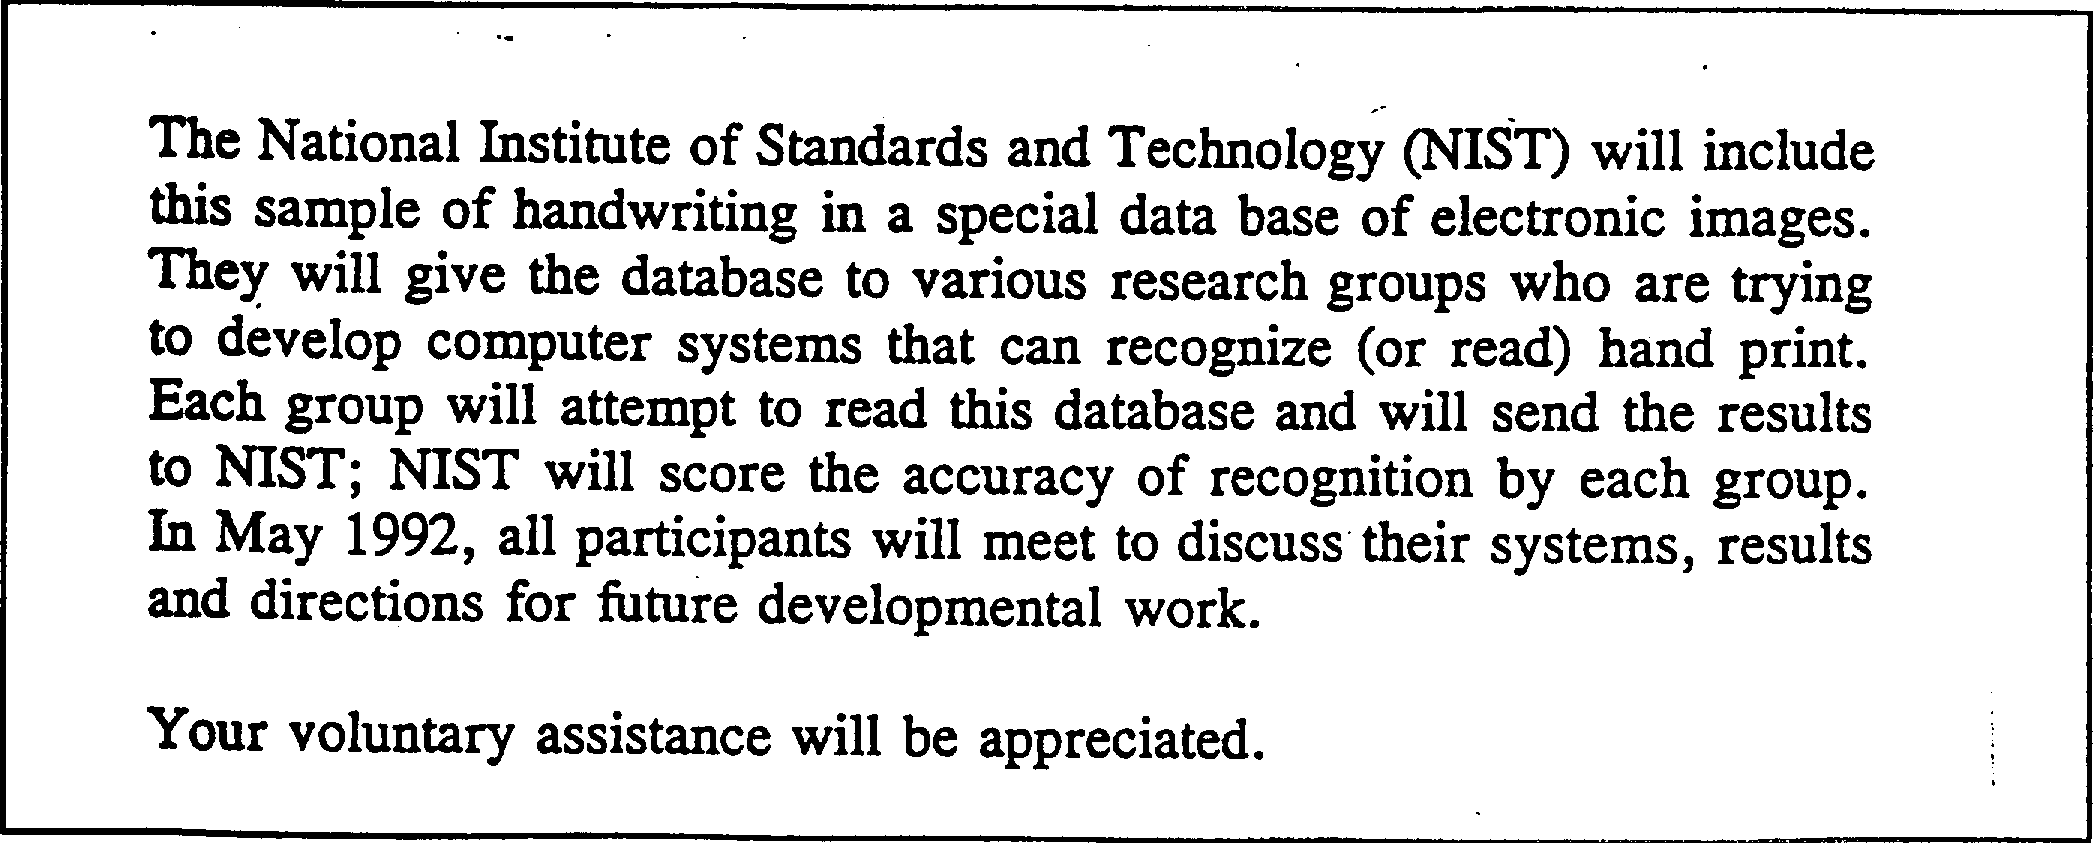 The National Institute of Standards and Technology (NIST) will include
this sample of handwriting in a special data base of electronic images.
They will give the database to various research groups who are trying
to develop computer systems that can recognize (or read) hand print.
Each group will attempt to read this database and will send the results
to NIST; NIST will score the accuracy of recognition by each group.
In May 1992, all participants will meet to discuss their systems, results
and directions for future developmental work.
Your voluntary assistance will be appreciated.